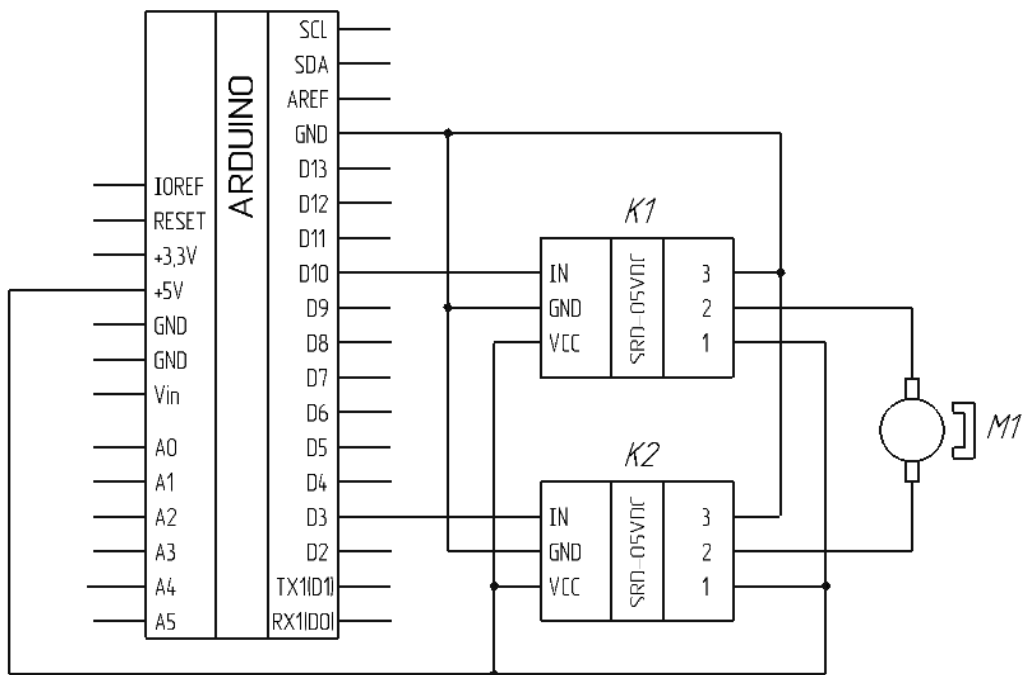 ARDUINO
IOREF
RESET
+3,3V
+5V
GND
GND
Vin
A0
A1
A2
A3
A4
A5
SCL
SDA
AREF
GND
D13
D12
D11
D10
D9
D8
D7
D6
D5
D4
D3
D2
TX1(D1)
RX1(D0)
K1
IN
GND
VCC
SRD-05VDC
3
2
1
K2
IN
GND
VCC
SRD-05VDC
3
2
1
M1